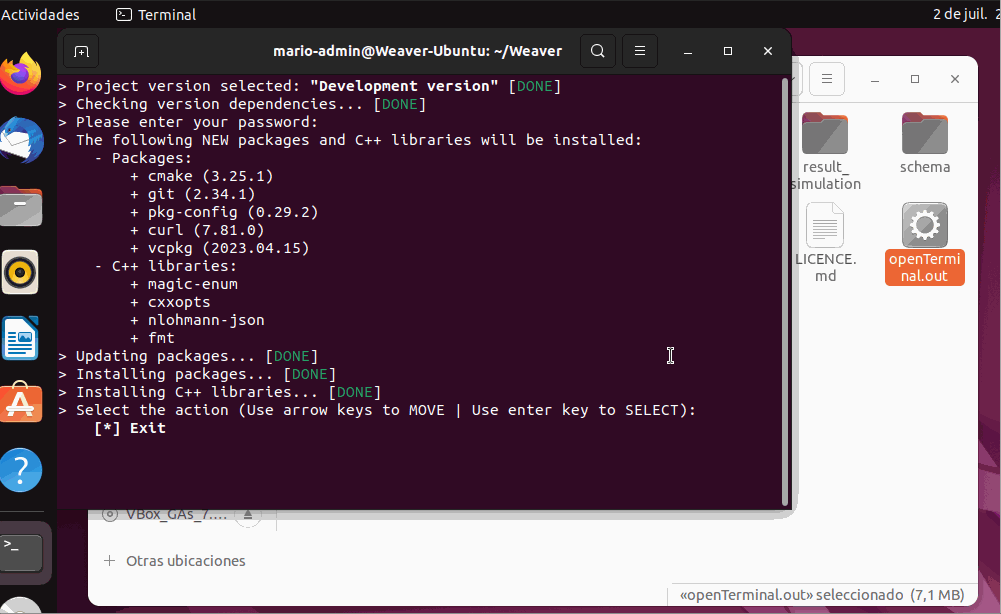 Actividades
Terminal
2 de juil.
mario-admin@Weaver-Ubuntu: ~/Weaver
> Project version selected: "Development version" [DONE]
> Checking version dependencies... [DONE]
> Please enter your password:
> The following NEW packages and C++ libraries will be installed:
- Packages:
+ cmake (3.25.1)
+ git (2.34.1)
+ pkg-config (0.29.2)
+ curl (7.81.0)
+ vcpkg (2023.04.15)
- C++ libraries:
+ magic-enum
+ cxxopts
+ nlohmann-json
+ fmt
> Updating packages... [DONE]
> Installing packages... [DONE]
> Installing C++ libraries... [DONE]
> Select the action (Use arrow keys to MOVE | Use enter key to SELECT):
[*] Exit
result_
simulation
schema
LICENCE.
md
openTermi
nal.out
VBox_GAs_7....
+ Otras ubicaciones
«openTerminal.out» seleccionado (7,1 MB)